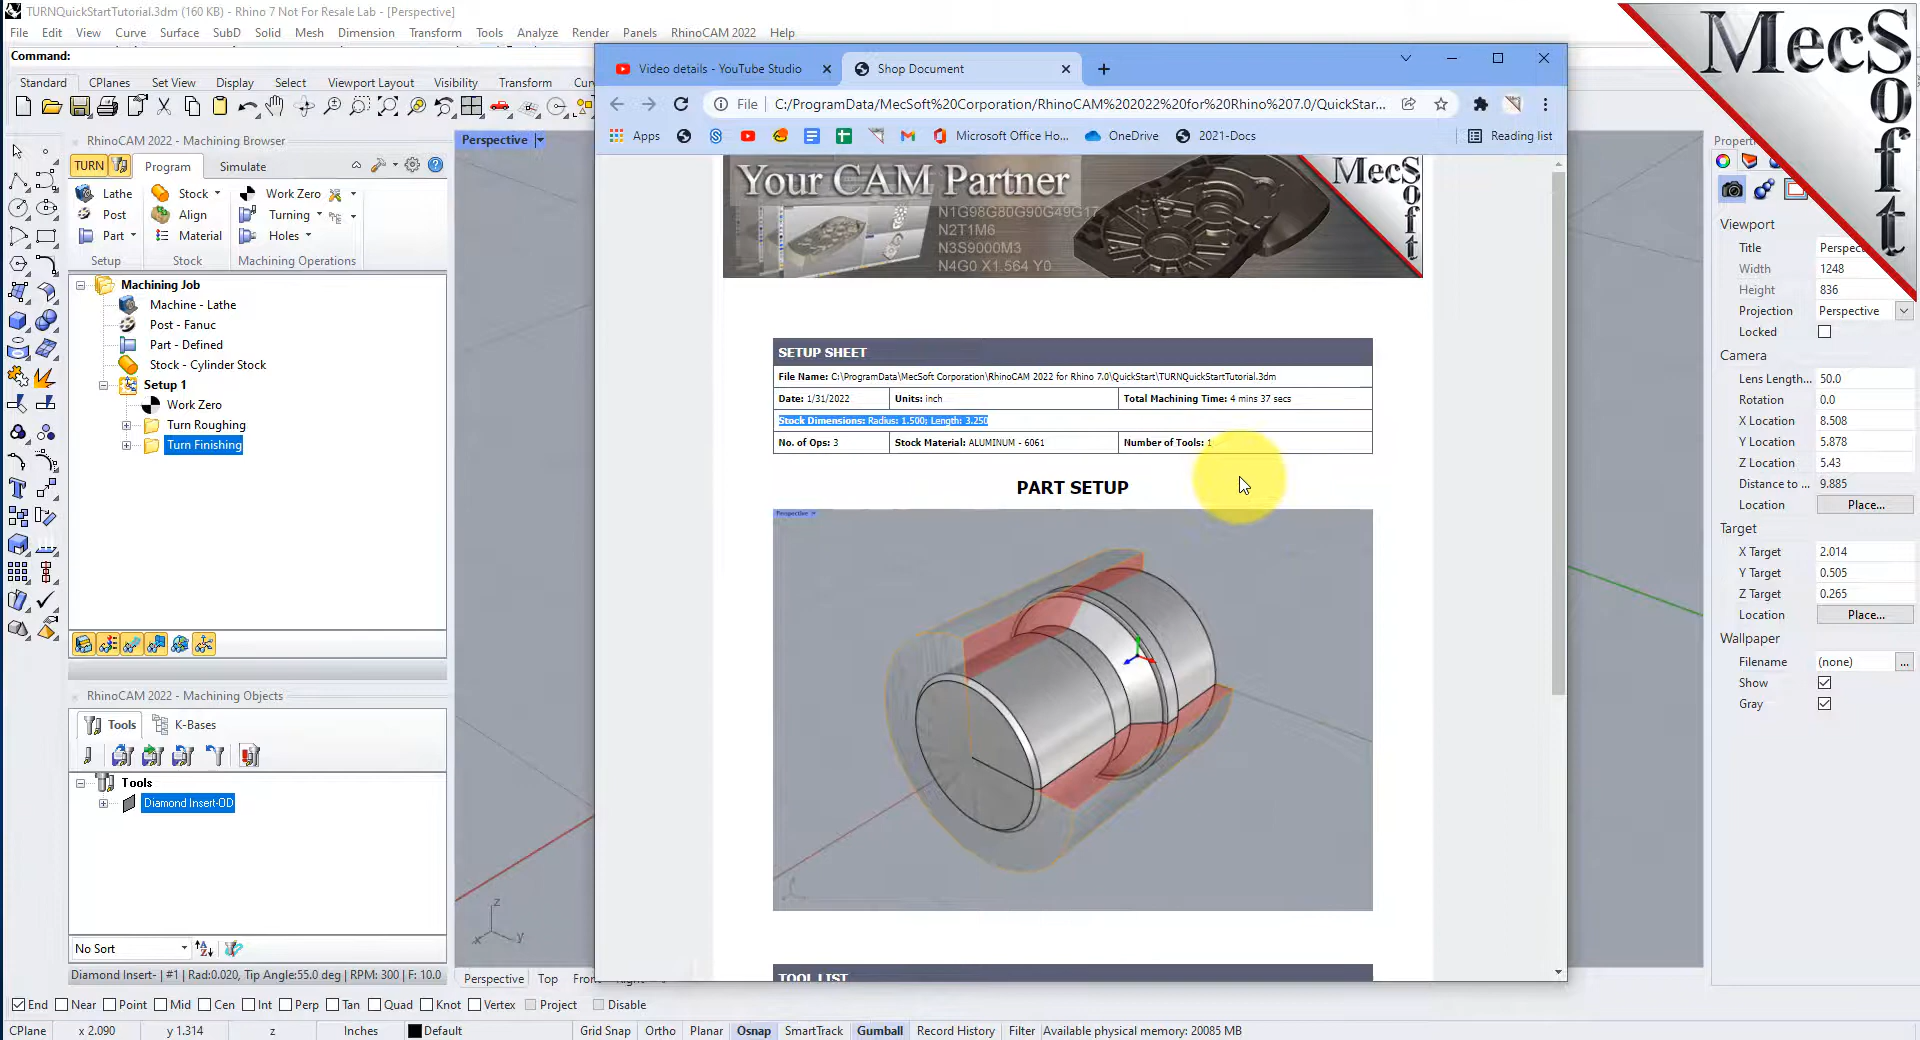 TURNQuickStartTutorial.3dm (160 KB) - Rhino 7 Not For Resale Lab - [Perspective]
File Edit View Curve Surface SubD Solid Mesh Dimension Transform Tools Analyze Render Panels RhinoCAM 2022 Help
Command:
Standard CPlanes Set View Display Select Viewport Layout Visibility Transform
RhinoCAM 2022 - Machining Browser
TURN Program Simulate
Lathe Stock Work Zero
Post Align Turning
Part Material Holes
Setup Stock Machining Operations
Machining Job
Machine - Lathe
Post - Fanuc
Part - Defined
Stock - Cylinder Stock
Setup 1
Work Zero
Turn Roughing
Turn Finishing
RhinoCAM 2022 - Machining Objects
Tools K-Bases
Tools
Diamond Insert-OD
No Sort
Diamond Insert- | #1 | Rad:0.020, Tip Angle:55.0 deg | RPM: 300 | F: 10.0
Perspective
z
x y
Perspective Top
Video details - YouTube Studio Shop Document
File C:/ProgramData/MecSoft%20Corporation/RhinoCAM%202022%20for%20Rhino%207.0/QuickStar...
Apps Microsoft Office Ho... OneDrive 2021-Docs Reading list
Your CAM Partner
N1G98G80G90G49G17
N2T1M6
N3S9000M3
N4G0 X1.564 Y0
MecSoft
SETUP SHEET
File Name: C:\ProgramData\MecSoft Corporation\RhinoCAM 2022 for Rhino 7.0\QuickStart\TURNQuickStartTutorial.3dm
Date: 1/31/2022 Units: inch Total Machining Time: 4 mins 37 secs
Stock Dimensions: Radius: 1.500; Length: 3.250
No. of Ops: 3 Stock Material: ALUMINUM - 6061 Number of Tools: 1
PART SETUP
Perspective
TOOL LIST
MecSoft
Viewport
Title
Width 1248
Height 836
Projection Perspective
Locked
Camera
Lens Length... 50.0
Rotation 0.0
X Location 8.508
Y Location 5.878
Z Location 5.43
Distance to ... 9.885
Location Place...
Target
X Target 2.014
Y Target 0.505
Z Target 0.265
Location Place...
Wallpaper
Filename (none) ...
Show
Gray
End Near Point Mid Cen Int Perp Tan Quad Knot Vertex Project Disable
CPlane x 2.090 y 1.314 z Inches Default Grid Snap Ortho Planar Osnap SmartTrack Gumball Record History Filter Available physical memory: 20085 MB